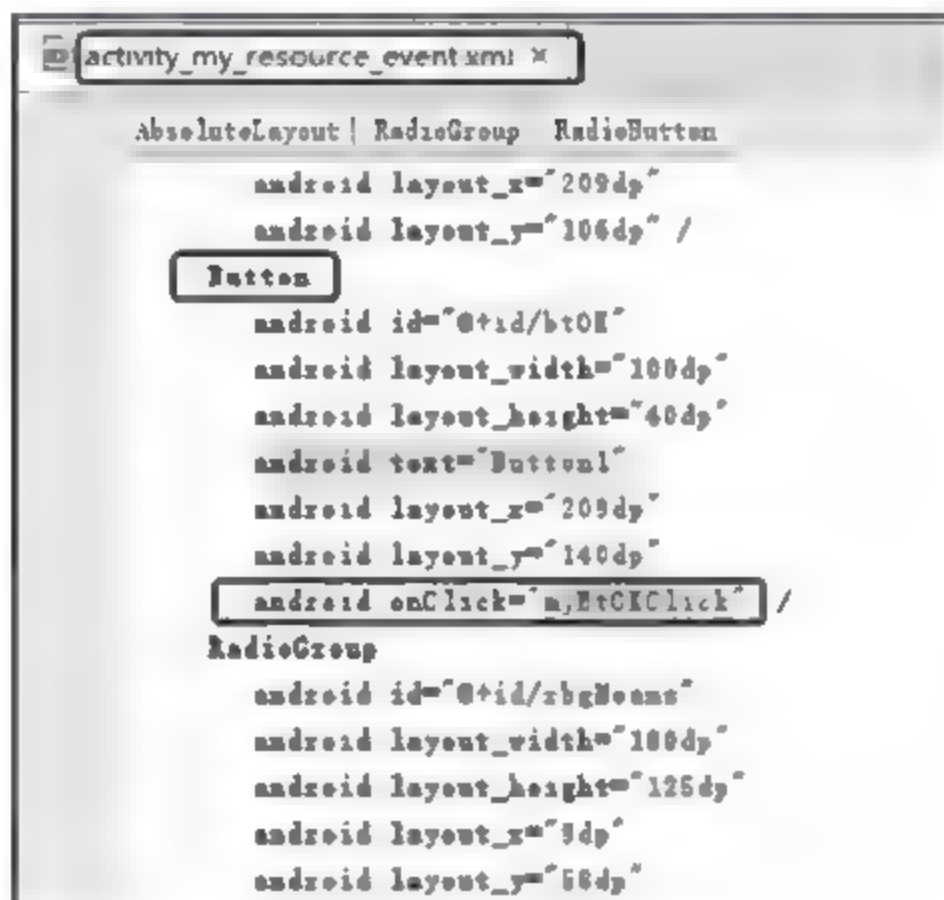 activity_my_resource_event.xml ×
AbsoluteLayout | RadioGroup RadioButton
android layout_x="209dp"
android layout_y="106dp" /
Button
android id="@+id/btOK"
android layout_width="100dp"
android layout_height="40dp"
android text="Button1"
android layout_x="209dp"
android layout_y="140dp"
android onClick="myBtOKClick" /
RadioGroup
android id="@+id/rbgMeans"
android layout_width="100dp"
android layout_height="125dp"
android layout_x="9dp"
android layout_y="58dp"